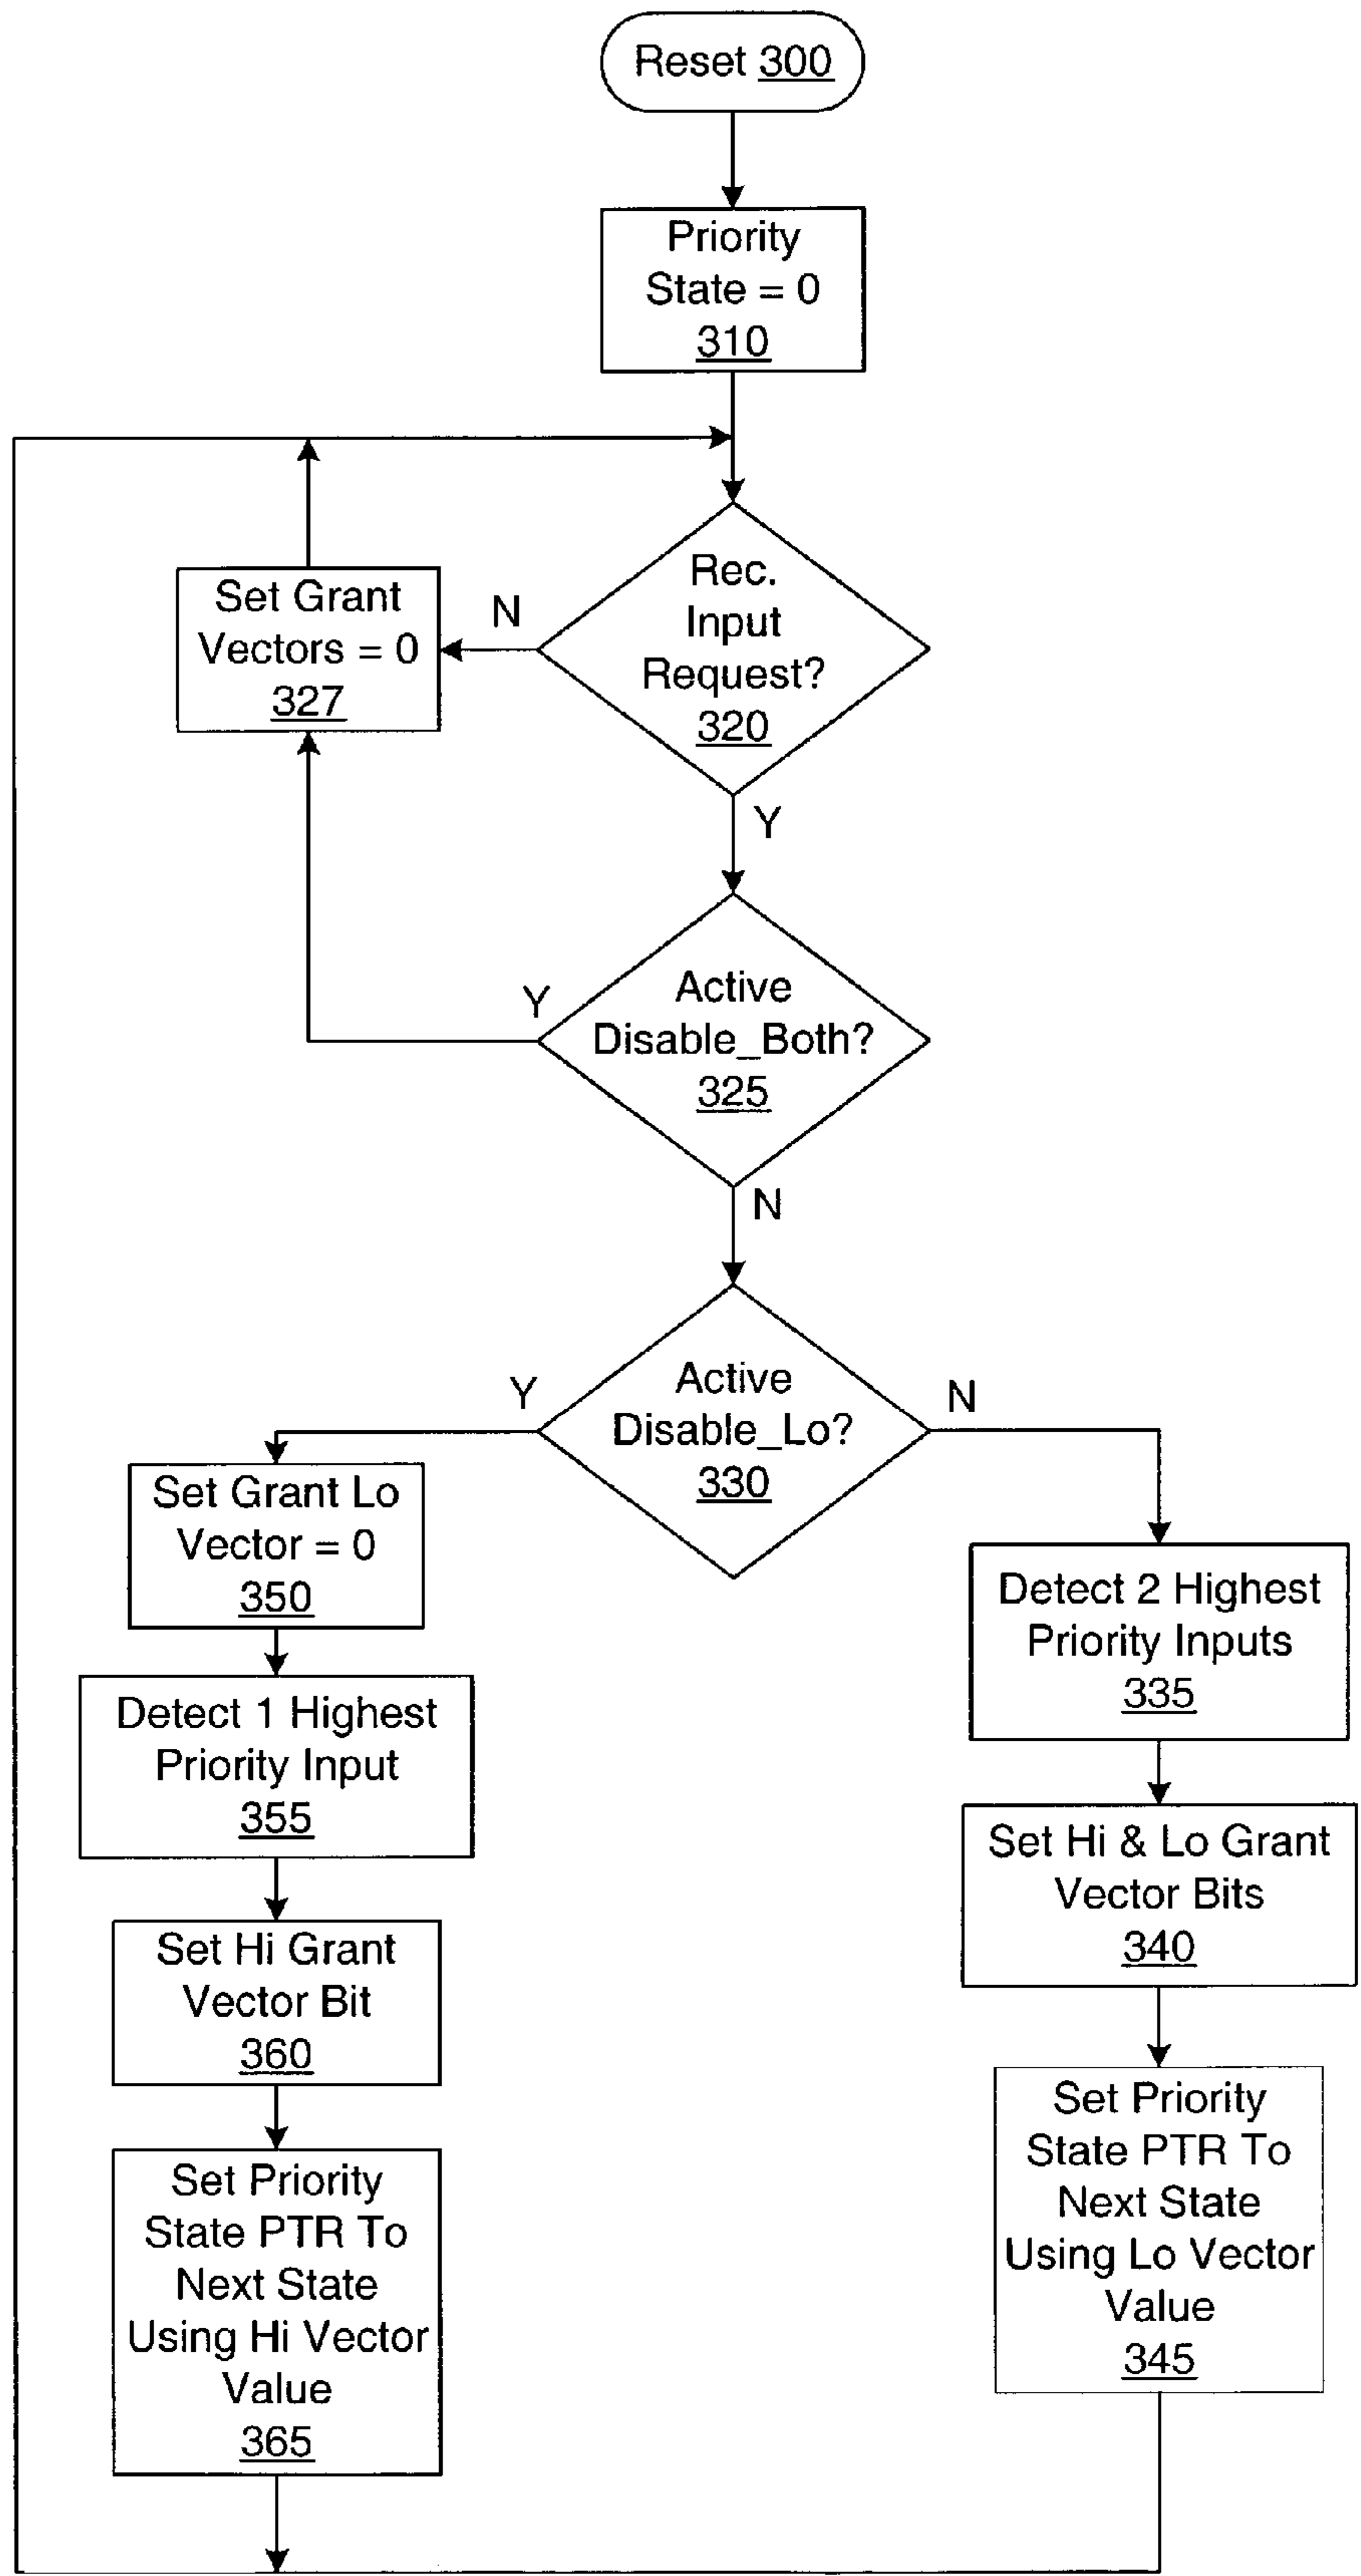 Reset 300
Priority
State = 0
310
Rec.
Input
Request?
320
N
Set Grant
Vectors = 0
327
Y
Active
Disable_Both?
325
Y
N
Active
Disable_Lo?
330
Y
N
Set Grant Lo
Vector = 0
350
Detect 1 Highest
Priority Input
355
Set Hi Grant
Vector Bit
360
Set Priority
State PTR To
Next State
Using Hi Vector
Value
365
Detect 2 Highest
Priority Inputs
335
Set Hi & Lo Grant
Vector Bits
340
Set Priority
State PTR To
Next State
Using Lo Vector
Value
345